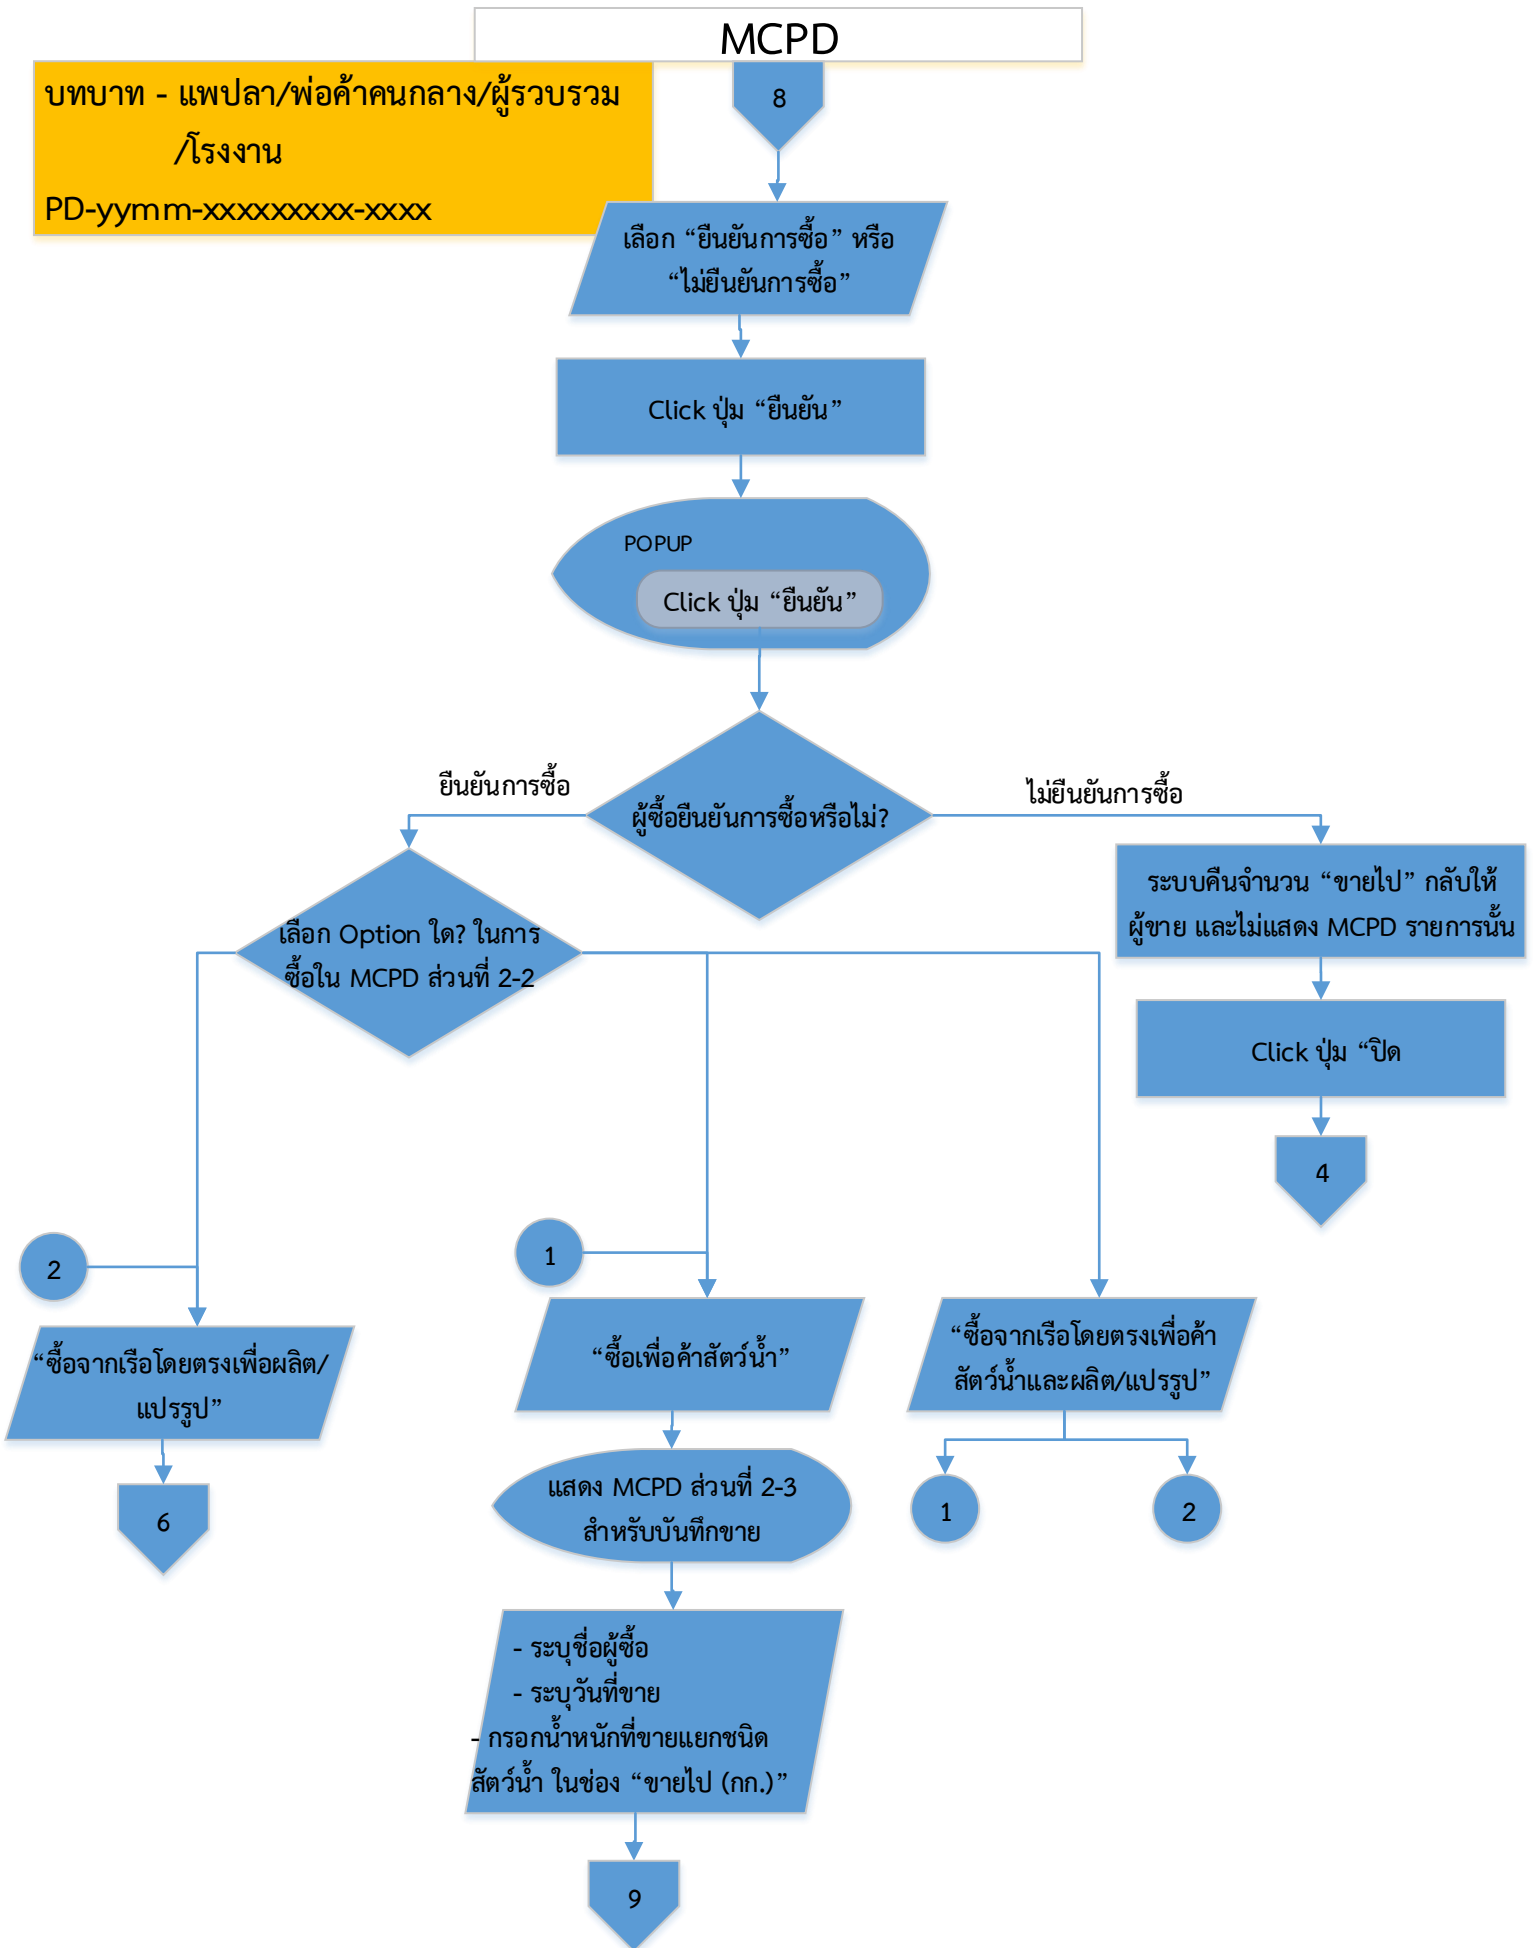 MCPD
บทบาท - แพปลา/พ่อค้าคนกลาง/ผู้รวบรวม
/โรงงาน
PD-yymm-xxxxxxxxx-xxxx
8
เลือก “ยืนยันการซื้อ” หรือ
“ไม่ยืนยันการซื้อ”
Click ปุ่ม “ยืนยัน”
POPUP
Click ปุ่ม “ยืนยัน”
ผู้ซื้อยืนยันการซื้อหรือไม่?
ยืนยันการซื้อ
ไม่ยืนยันการซื้อ
ระบบคืนจำนวน “ขายไป” กลับให้
ผู้ขาย และไม่แสดง MCPD รายการนั้น
Click ปุ่ม “ปิด
4
เลือก Option ใด? ในการ
ซื้อใน MCPD ส่วนที่ 2-2
2
“ซื้อจากเรือโดยตรงเพื่อผลิต/
แปรรูป”
6
1
“ซื้อเพื่อค้าสัตว์น้ำ”
แสดง MCPD ส่วนที่ 2-3
สำหรับบันทึกขาย
- ระบุชื่อผู้ซื้อ
- ระบุวันที่ขาย
- กรอกน้ำหนักที่ขายแยกชนิด
สัตว์น้ำ ในช่อง “ขายไป (กก.)”
9
“ซื้อจากเรือโดยตรงเพื่อค้า
สัตว์น้ำและผลิต/แปรรูป”
1
2